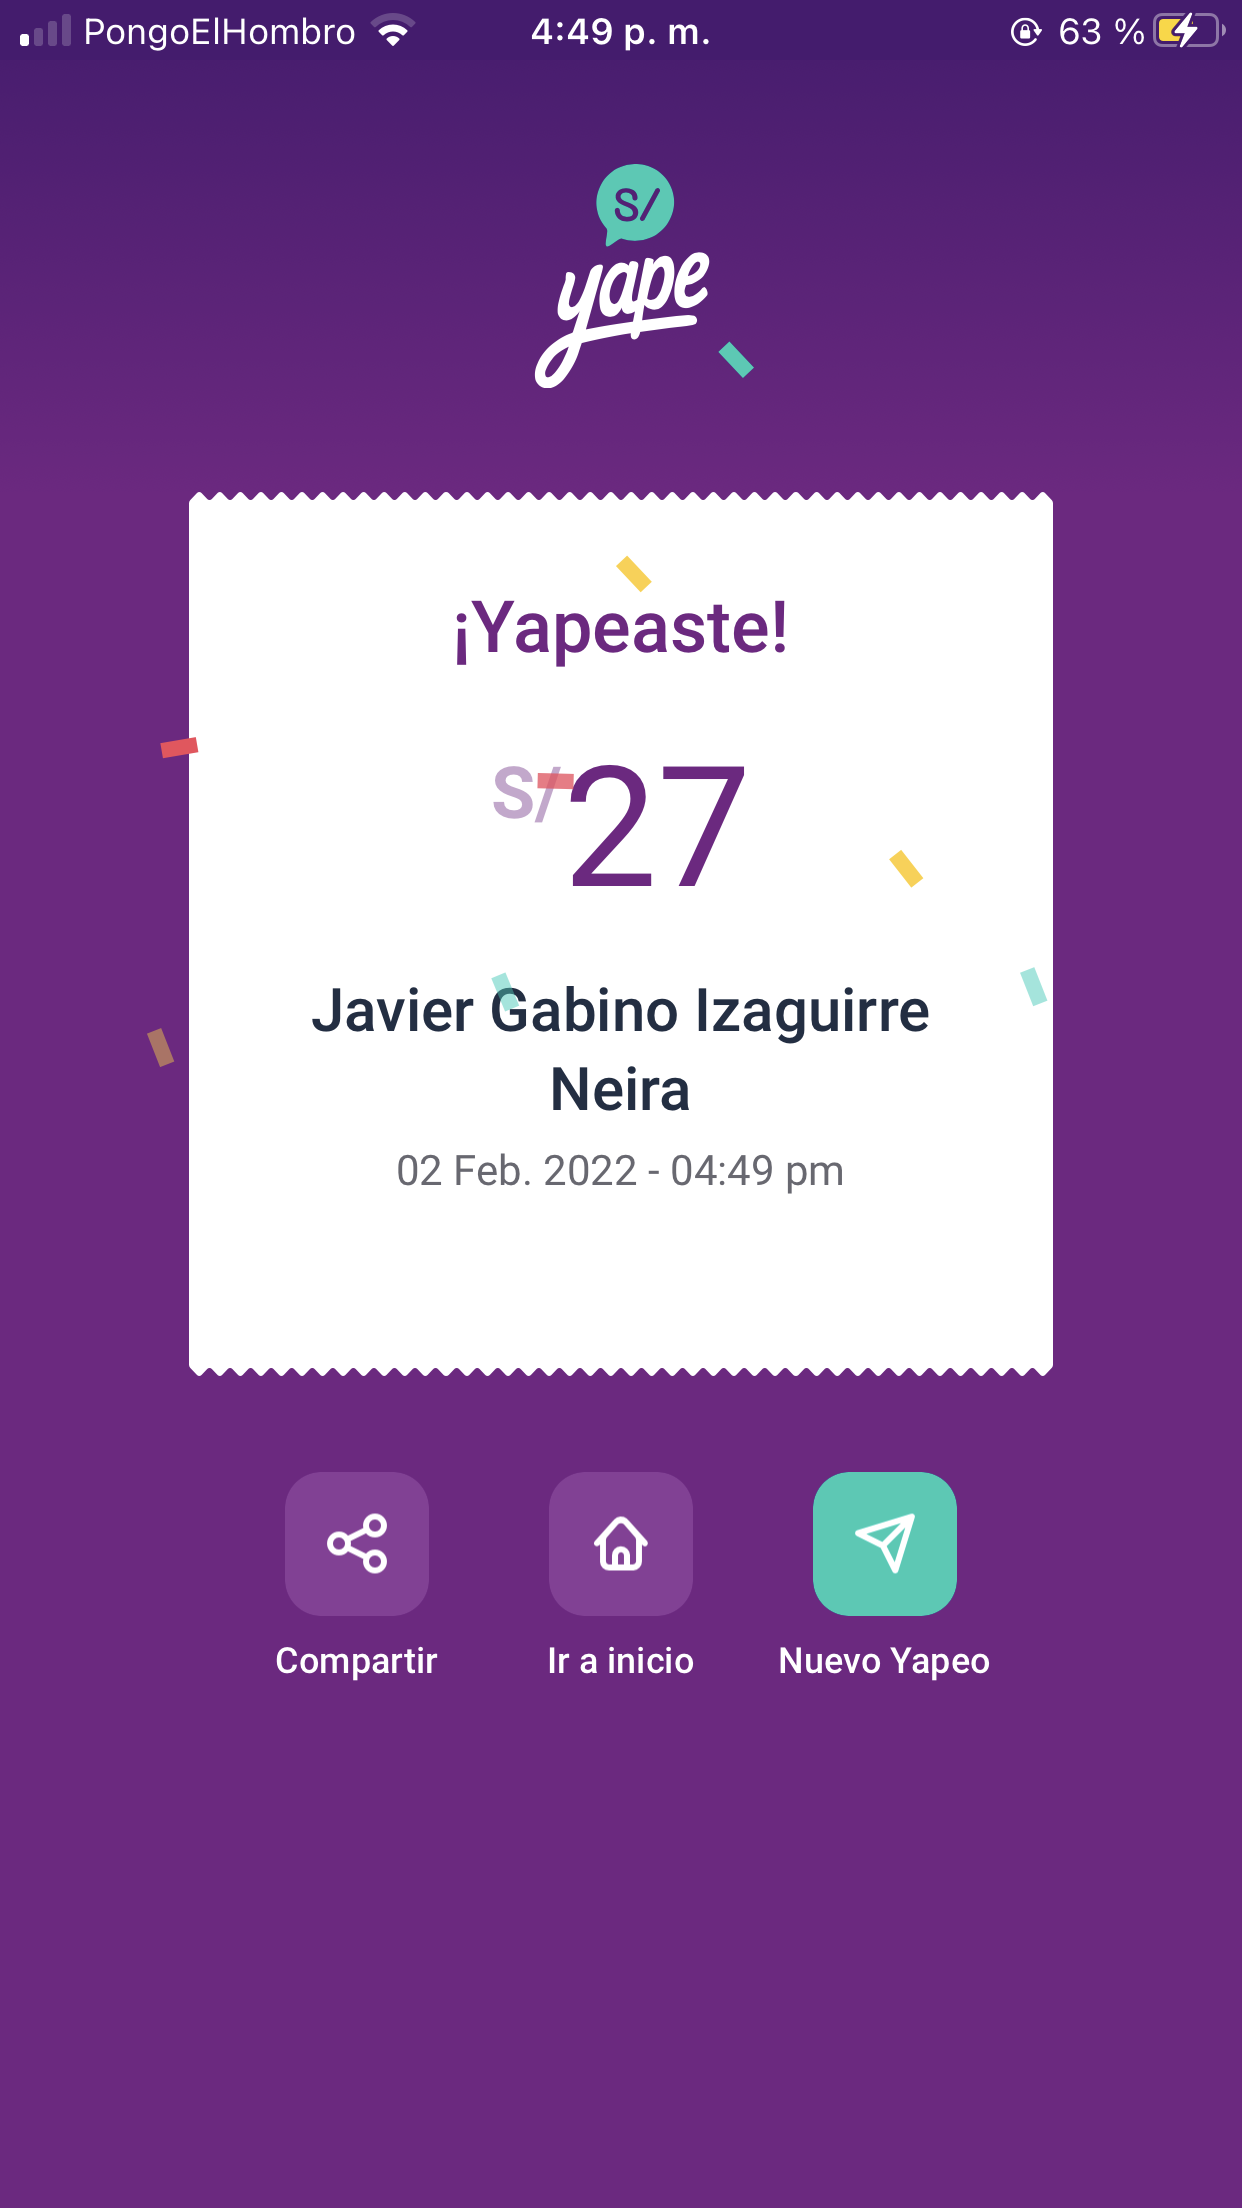 PongoElHombro 4:49 p. m. 63 %
S/
yape
¡Yapeaste!
S/27
Javier Gabino Izaguirre
Neira
02 Feb. 2022 - 04:49 pm
Compartir Ir a inicio Nuevo Yapeo